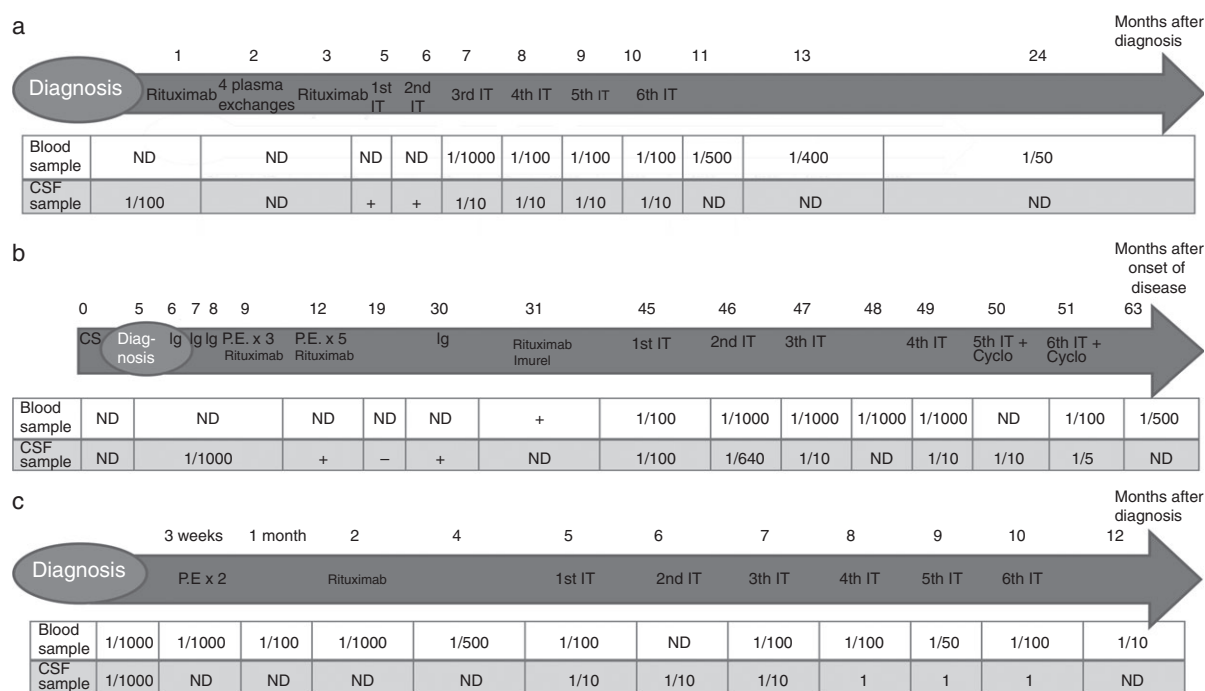 a
Months after
diagnosis
1 2 3 5 6 7 8 9 10 11 13 24
Diagnosis
Rituximab 4 plasma exchanges Rituximab 1st IT 2nd IT 3rd IT 4th IT 5th IT 6th IT
Blood sample ND ND ND ND 1/1000 1/100 1/100 1/100 1/500 1/400 1/50
CSF sample 1/100 ND + + 1/10 1/10 1/10 1/10 ND ND ND
b
Months after
onset of
disease
0 5 6 7 8 9 12 19 30 31 45 46 47 48 49 50 51 63
CS Diag-nosis Ig Ig Ig P.E. x 3 Rituximab P.E. x 5 Rituximab Ig Rituximab Imurel 1st IT 2nd IT 3th IT 4th IT 5th IT + Cyclo 6th IT + Cyclo
Blood sample ND ND ND ND ND + 1/100 1/1000 1/1000 1/1000 1/1000 ND 1/100 1/500
CSF sample ND 1/1000 + – + ND 1/100 1/640 1/10 ND 1/10 1/10 1/5 ND
c
Months after
diagnosis
3 weeks 1 month 2 4 5 6 7 8 9 10 12
Diagnosis
P.E x 2 Rituximab 1st IT 2nd IT 3th IT 4th IT 5th IT 6th IT
Blood sample 1/1000 1/1000 1/100 1/1000 1/500 1/100 ND 1/100 1/100 1/50 1/100 1/10
CSF sample 1/1000 ND ND ND ND 1/10 1/10 1/10 1 1 1 ND